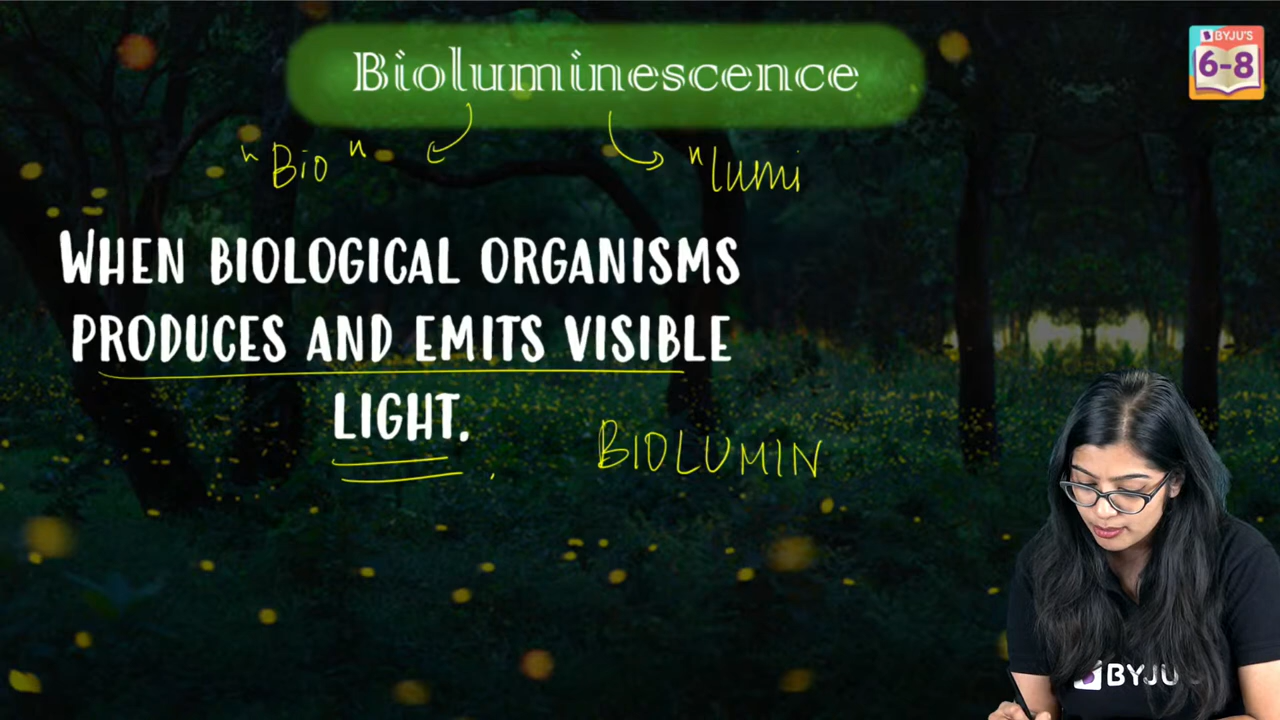 Bioluminescence
BYJU'S
6-8
"Bio"
"lumi
WHEN BIOLOGICAL ORGANISMS
PRODUCES AND EMITS VISIBLE
LIGHT.
BIOLUMIN
BYJU